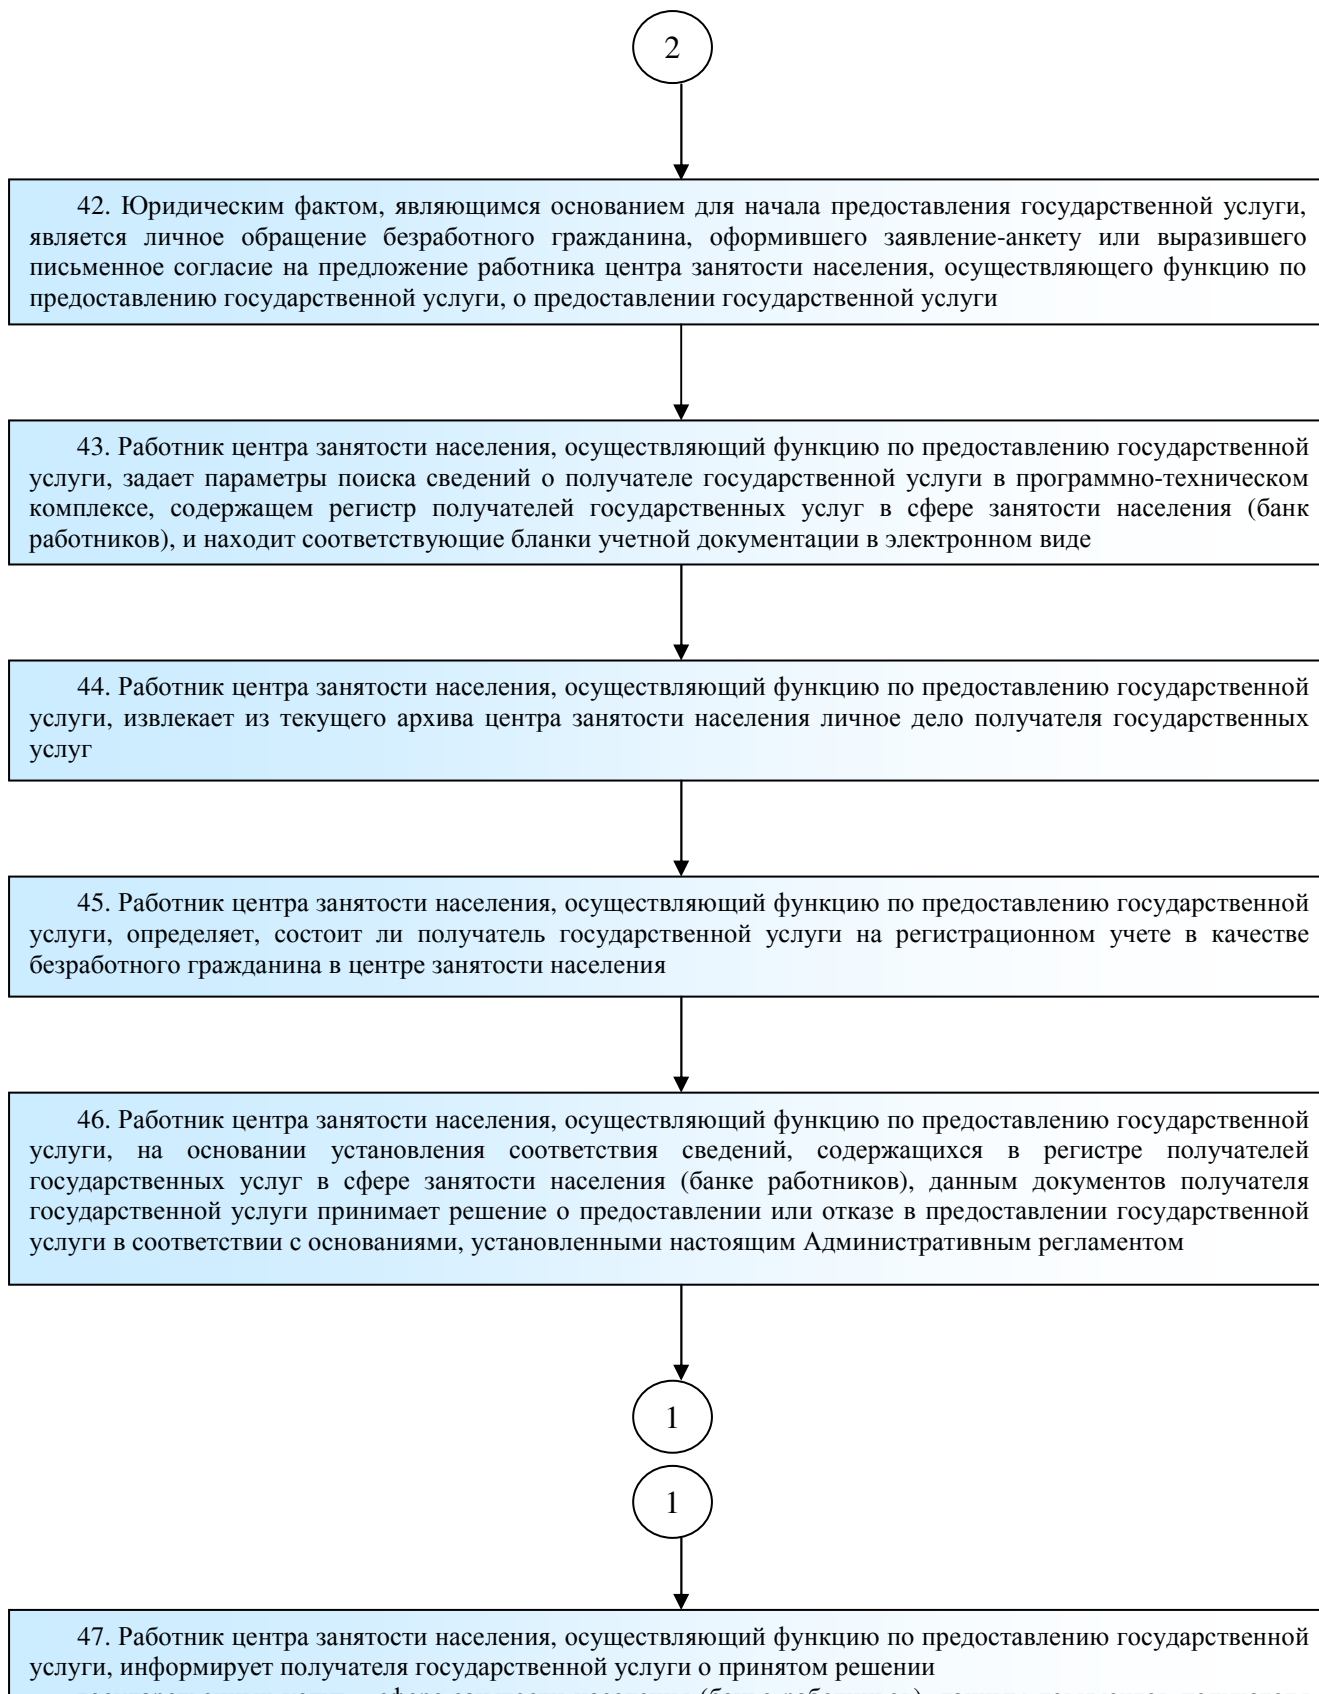 2
42. Юридическим фактом, являющимся основанием для начала предоставления государственной услуги,
является личное обращение безработного гражданина, оформившего заявление-анкету или выразившего
письменное согласие на предложение работника центра занятости населения, осуществляющего функцию по
предоставлению государственной услуги, о предоставлении государственной услуги
43. Работник центра занятости населения, осуществляющий функцию по предоставлению государственной
услуги, задает параметры поиска сведений о получателе государственной услуги в программно-техническом
комплексе, содержащем регистр получателей государственных услуг в сфере занятости населения (банк
работников), и находит соответствующие бланки учетной документации в электронном виде
44. Работник центра занятости населения, осуществляющий функцию по предоставлению государственной
услуги, извлекает из текущего архива центра занятости населения личное дело получателя государственных
услуг
45. Работник центра занятости населения, осуществляющий функцию по предоставлению государственной
услуги, определяет, состоит ли получатель государственной услуги на регистрационном учете в качестве
безработного гражданина в центре занятости населения
46. Работник центра занятости населения, осуществляющий функцию по предоставлению государственной
услуги, на основании установления соответствия сведений, содержащихся в регистре получателей
государственных услуг в сфере занятости населения (банке работников), данным документов получателя
государственной услуги принимает решение о предоставлении или отказе в предоставлении государственной
услуги в соответствии с основаниями, установленными настоящим Административным регламентом
1
1
47. Работник центра занятости населения, осуществляющий функцию по предоставлению государственной
услуги, информирует получателя государственной услуги о принятом решении